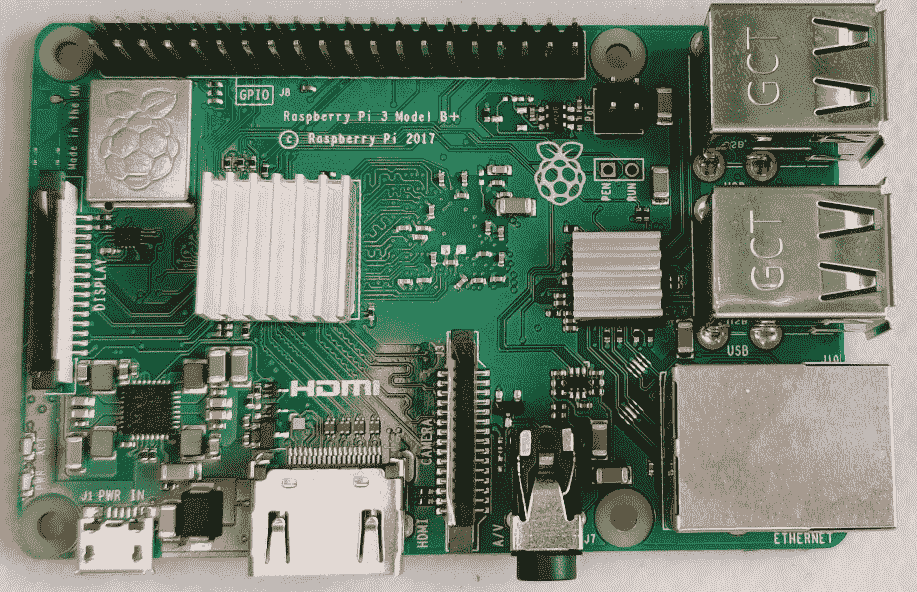 GCT
GPIO J8
Made in the UK
Raspberry Pi 3 Model B+
© Raspberry Pi 2017
PEN
RUN
GCT
DISPLAY
USB
HDMI
CAMERA
J1 PWR IN
HDMI
A/V
J7
ETHERNET